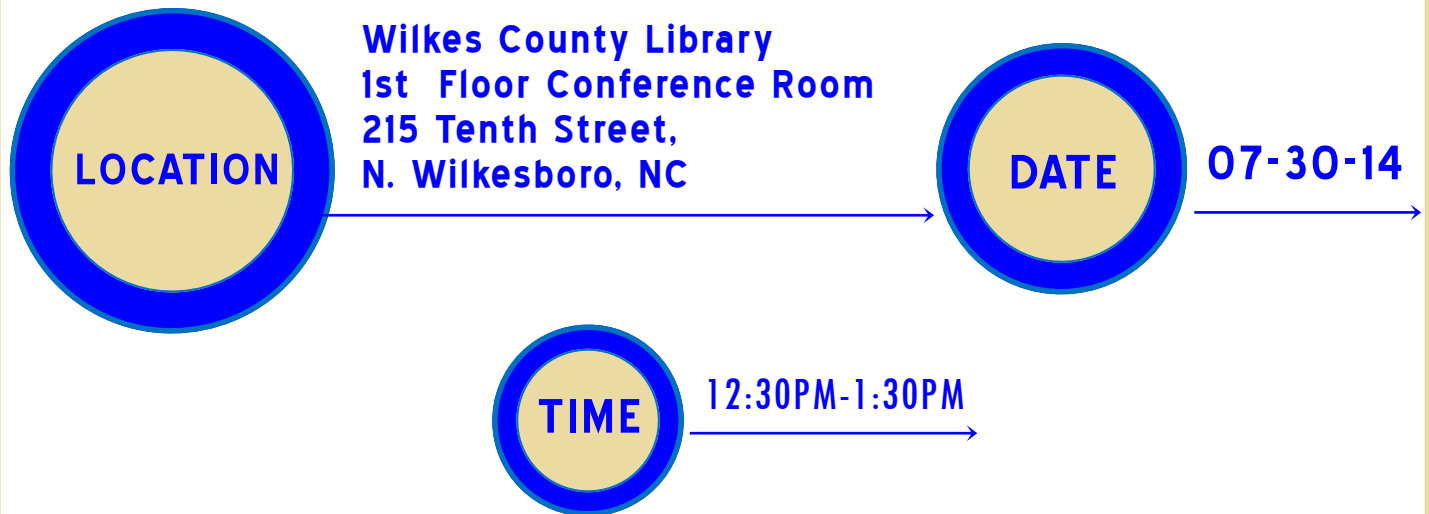 LOCATION
Wilkes County Library
1st Floor Conference Room
215 Tenth Street,
N. Wilkesboro, NC
DATE
07-30-14
TIME
12:30PM-1:30PM